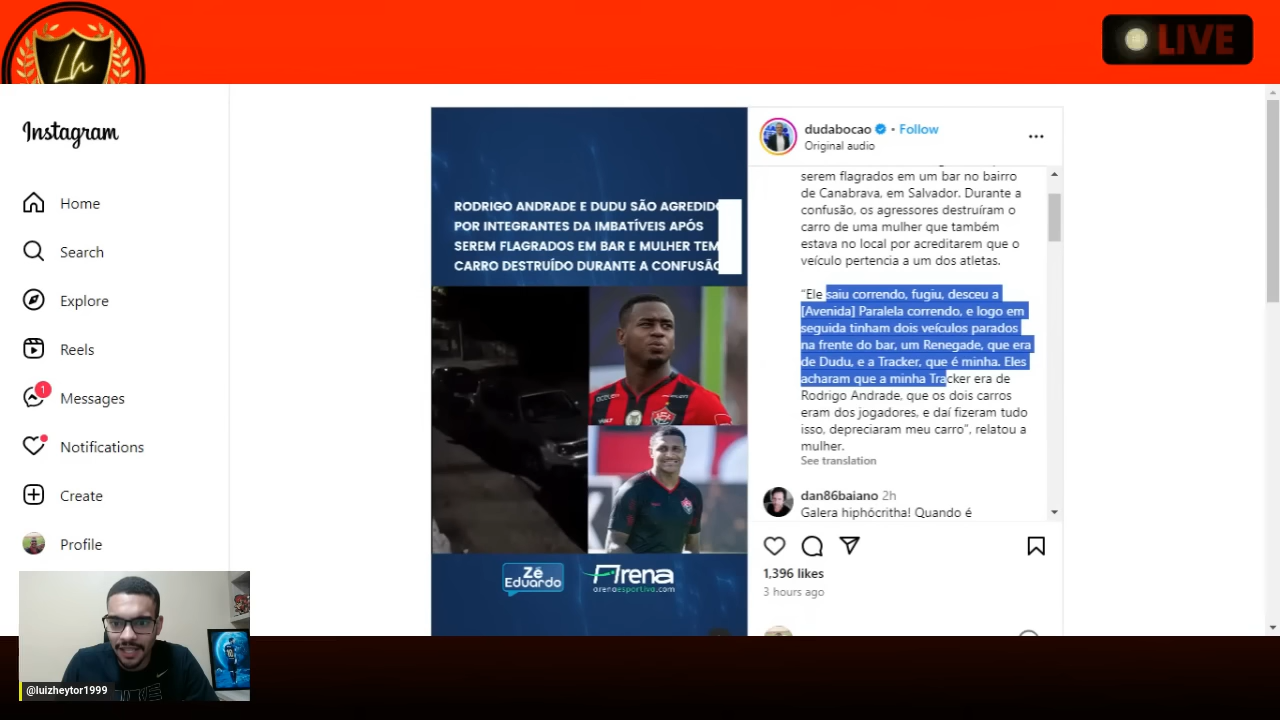 Lh
LIVE
Instagram
Home
Search
Explore
Reels
1
Messages
Notifications
Create
Profile
@luizheytor1999
RODRIGO ANDRADE E DUDU SÃO AGREDIDO
POR INTEGRANTES DA IMBATÍVEIS APÓS
SEREM FLAGRADOS EM BAR E MULHER TEM
CARRO DESTRUÍDO DURANTE A CONFUSÃO
Zé
Eduardo
Arena
arenaesportiva.com
dudabocao • Follow
Original audio
serem flagrados em um bar no bairro
de Canabrava, em Salvador. Durante a
confusão, os agressores destruíram o
carro de uma mulher que também
estava no local por acreditarem que o
veículo pertencia a um dos atletas.
“Ele saiu correndo, fugiu, desceu a
[Avenida] Paralela correndo, e logo em
seguida tinham dois veículos parados
na frente do bar, um Renegade, que era
de Dudu, e a Tracker, que é minha. Eles
acharam que a minha Tracker era de
Rodrigo Andrade, que os dois carros
eram dos jogadores, e daí fizeram tudo
isso, depreciaram meu carro”, relatou a
mulher.
See translation
dan86baiano 2h
Galera hiphócritha! Quando é
1,396 likes
3 hours ago